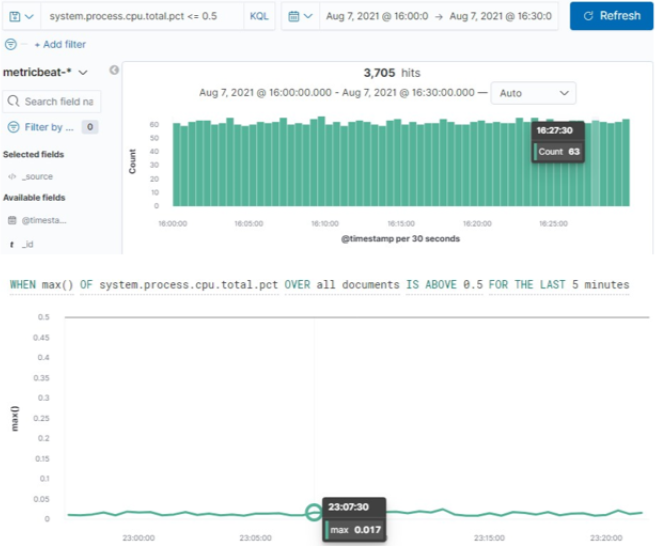 system.process.cpu.total.pct <= 0.5
KQL
Aug 7, 2021 @ 16:00:0 → Aug 7, 2021 @ 16:30:0
Refresh
+ Add filter
metricbeat-*
Search field na
Filter by ... 0
Selected fields
</> _source
Available fields
@timesta...
t _id
3,705 hits
Aug 7, 2021 @ 16:00:00.000 - Aug 7, 2021 @ 16:30:00.000 —
Auto
Count
60
50
40
30
20
10
0
16:27:30
Count 63
16:00:00 16:05:00 16:10:00 16:15:00 16:20:00 16:25:00
@timestamp per 30 seconds
WHEN max() OF system.process.cpu.total.pct OVER all documents IS ABOVE 0.5 FOR THE LAST 5 minutes
max()
0.5
0.45
0.4
0.35
0.3
0.25
0.2
0.15
0.1
0.05
0
23:07:30
max 0.017
23:00:00 23:05:00 23:15:00 23:20:00